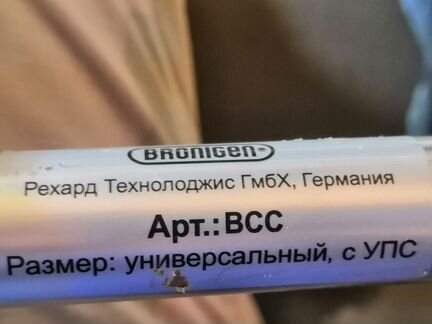 BRONIGEN®
Рехард Технолоджис ГмбХ, Германия
Арт.: ВСС
Размер: универсальный, с УПС